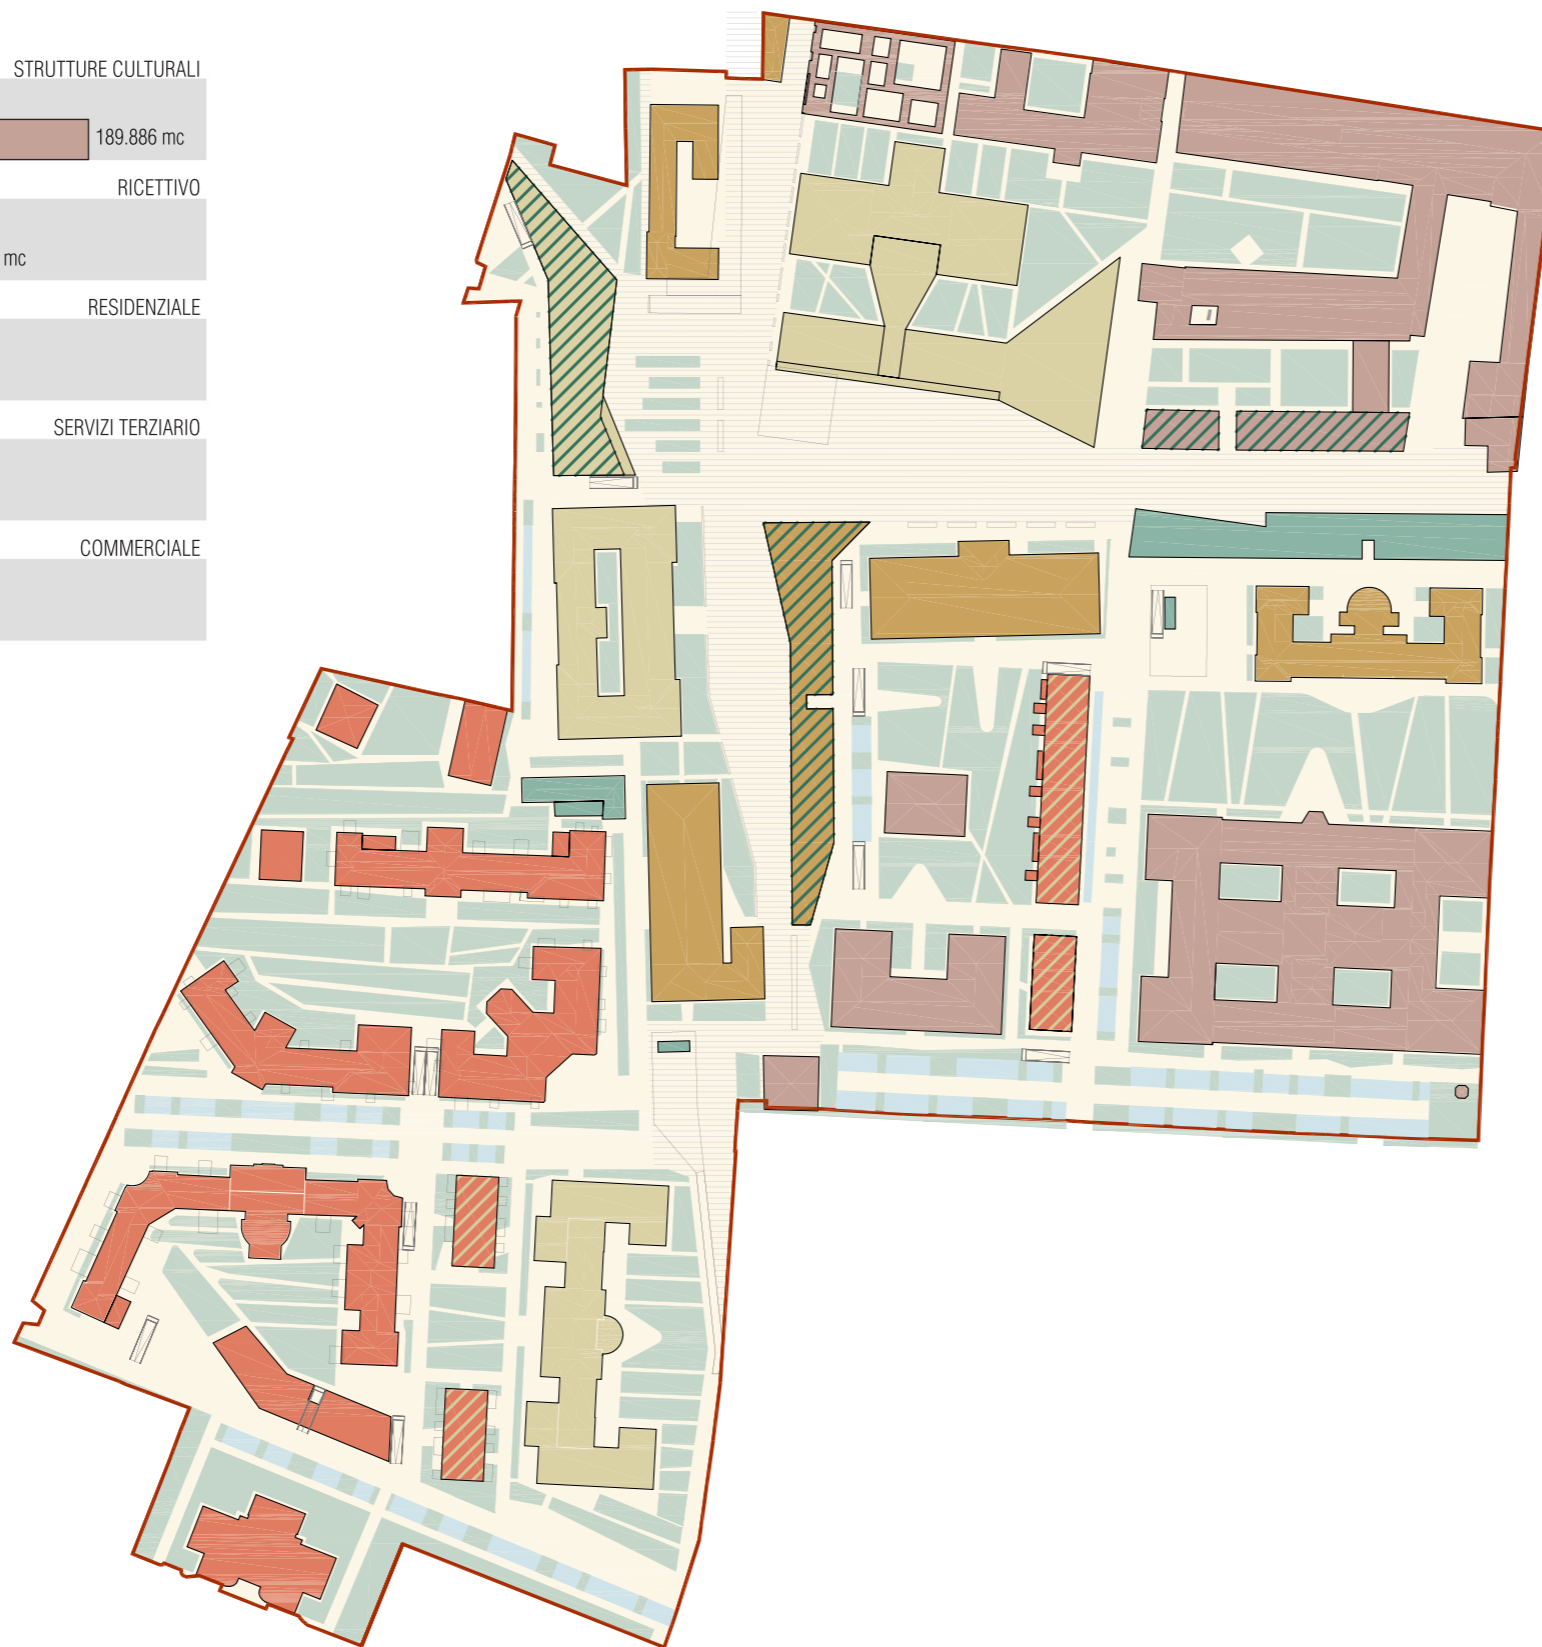 STRUTTURE CULTURALI
189.886 mc
RICETTIVO
mc
RESIDENZIALE
SERVIZI TERZIARIO
COMMERCIALE